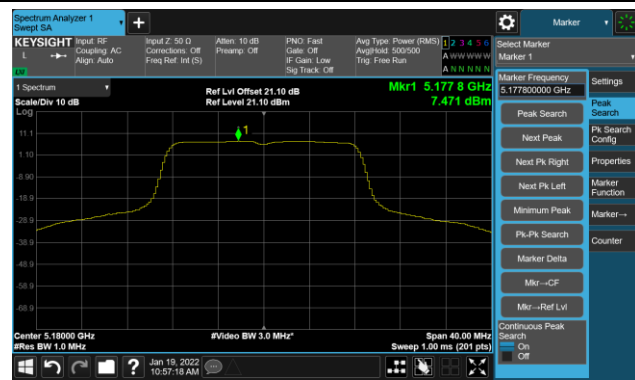 Spectrum Analyzer 1
Swept SA
Marker
KEYSIGHT
L
Input: RF
Coupling: AC
Align: Auto
Input Z: 50 Ω
Corrections: Off
Freq Ref: Int (S)
Atten: 10 dB
Preamp: Off
PNO: Fast
Gate: Off
IF Gain: Low
Sig Track: Off
Avg Type: Power (RMS)
Avg|Hold: 500/500
Trig: Free Run
1 2 3 4 5 6
A W W W W W
A N N N N N
LW
Select Marker
Marker 1
1 Spectrum
Scale/Div 10 dB
Log
Ref Lvl Offset 21.10 dB
Ref Level 21.10 dBm
Mkr1 5.177 8 GHz
7.471 dBm
1
11.1
1.10
-8.90
-18.9
-28.9
-38.9
-48.9
-58.9
-68.9
Center 5.18000 GHz
#Res BW 1.0 MHz
#Video BW 3.0 MHz*
Span 40.00 MHz
Sweep 1.00 ms (201 pts)
Marker Frequency
5.177800000 GHz
Peak Search
Next Peak
Next Pk Right
Next Pk Left
Minimum Peak
Pk-Pk Search
Marker Delta
Mkr→CF
Mkr→Ref Lvl
Continuous Peak
Search
On
Off
Settings
Peak
Search
Pk Search
Config
Properties
Marker
Function
Marker→
Counter
?
Jan 19, 2022
10:57:18 AM